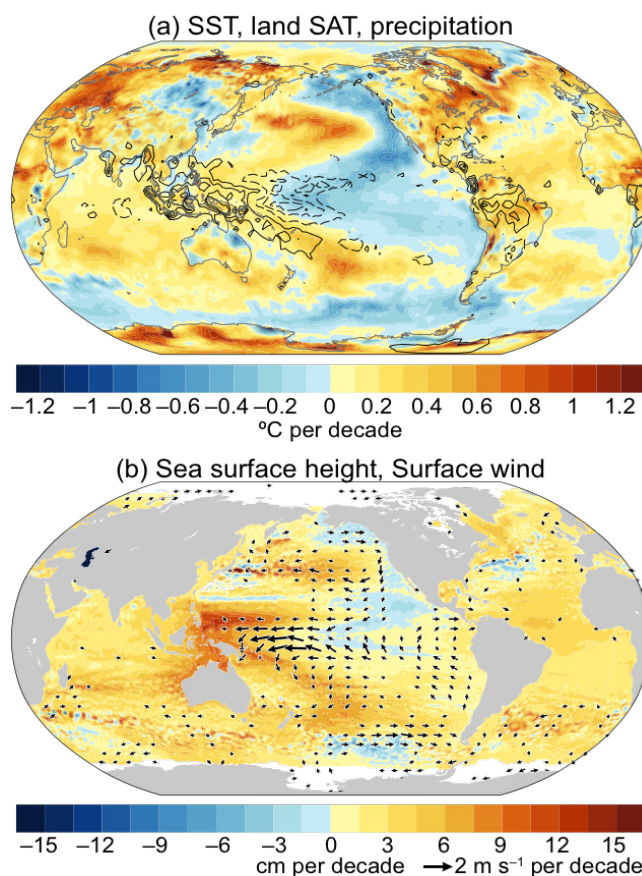 (a) SST, land SAT, precipitation
−1.2 −1 −0.8 −0.6 −0.4 −0.2 0 0.2 0.4 0.6 0.8 1 1.2
ºC per decade
(b) Sea surface height, Surface wind
−15 −12 −9 −6 −3 0 3 6 9 12 15
cm per decade 2 m s⁻¹ per decade